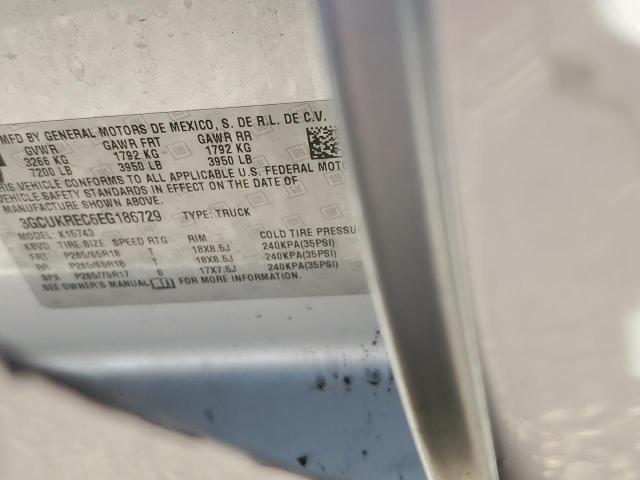 MFD BY GENERAL MOTORS DE MEXICO, S. DE R.L. DE C.V.
GVWR GAWR FRT GAWR RR
3266 KG 1792 KG 1792 KG
7200 LB 3950 LB 3950 LB
THIS VEHICLE CONFORMS TO ALL APPLICABLE U.S. FEDERAL MOTO
VEHICLE SAFETY STANDARDS IN EFFECT ON THE DATE OF
MANUFACTURE SHOWN ABOVE.
3GCUKREC6EG186729 TYPE: TRUCK
MODEL K15743
KBVD TIRE SIZE SPEED RTG RIM COLD TIRE PRESSUR
FRT P265/65R18 T 18X8.5J 240KPA(35PSI)
RR P265/65R18 T 18X8.5J 240KPA(35PSI)
SPA P265/70R17 17X7.5J 240KPA(35PSI)
SEE OWNER'S MANUAL FOR MORE INFORMATION.